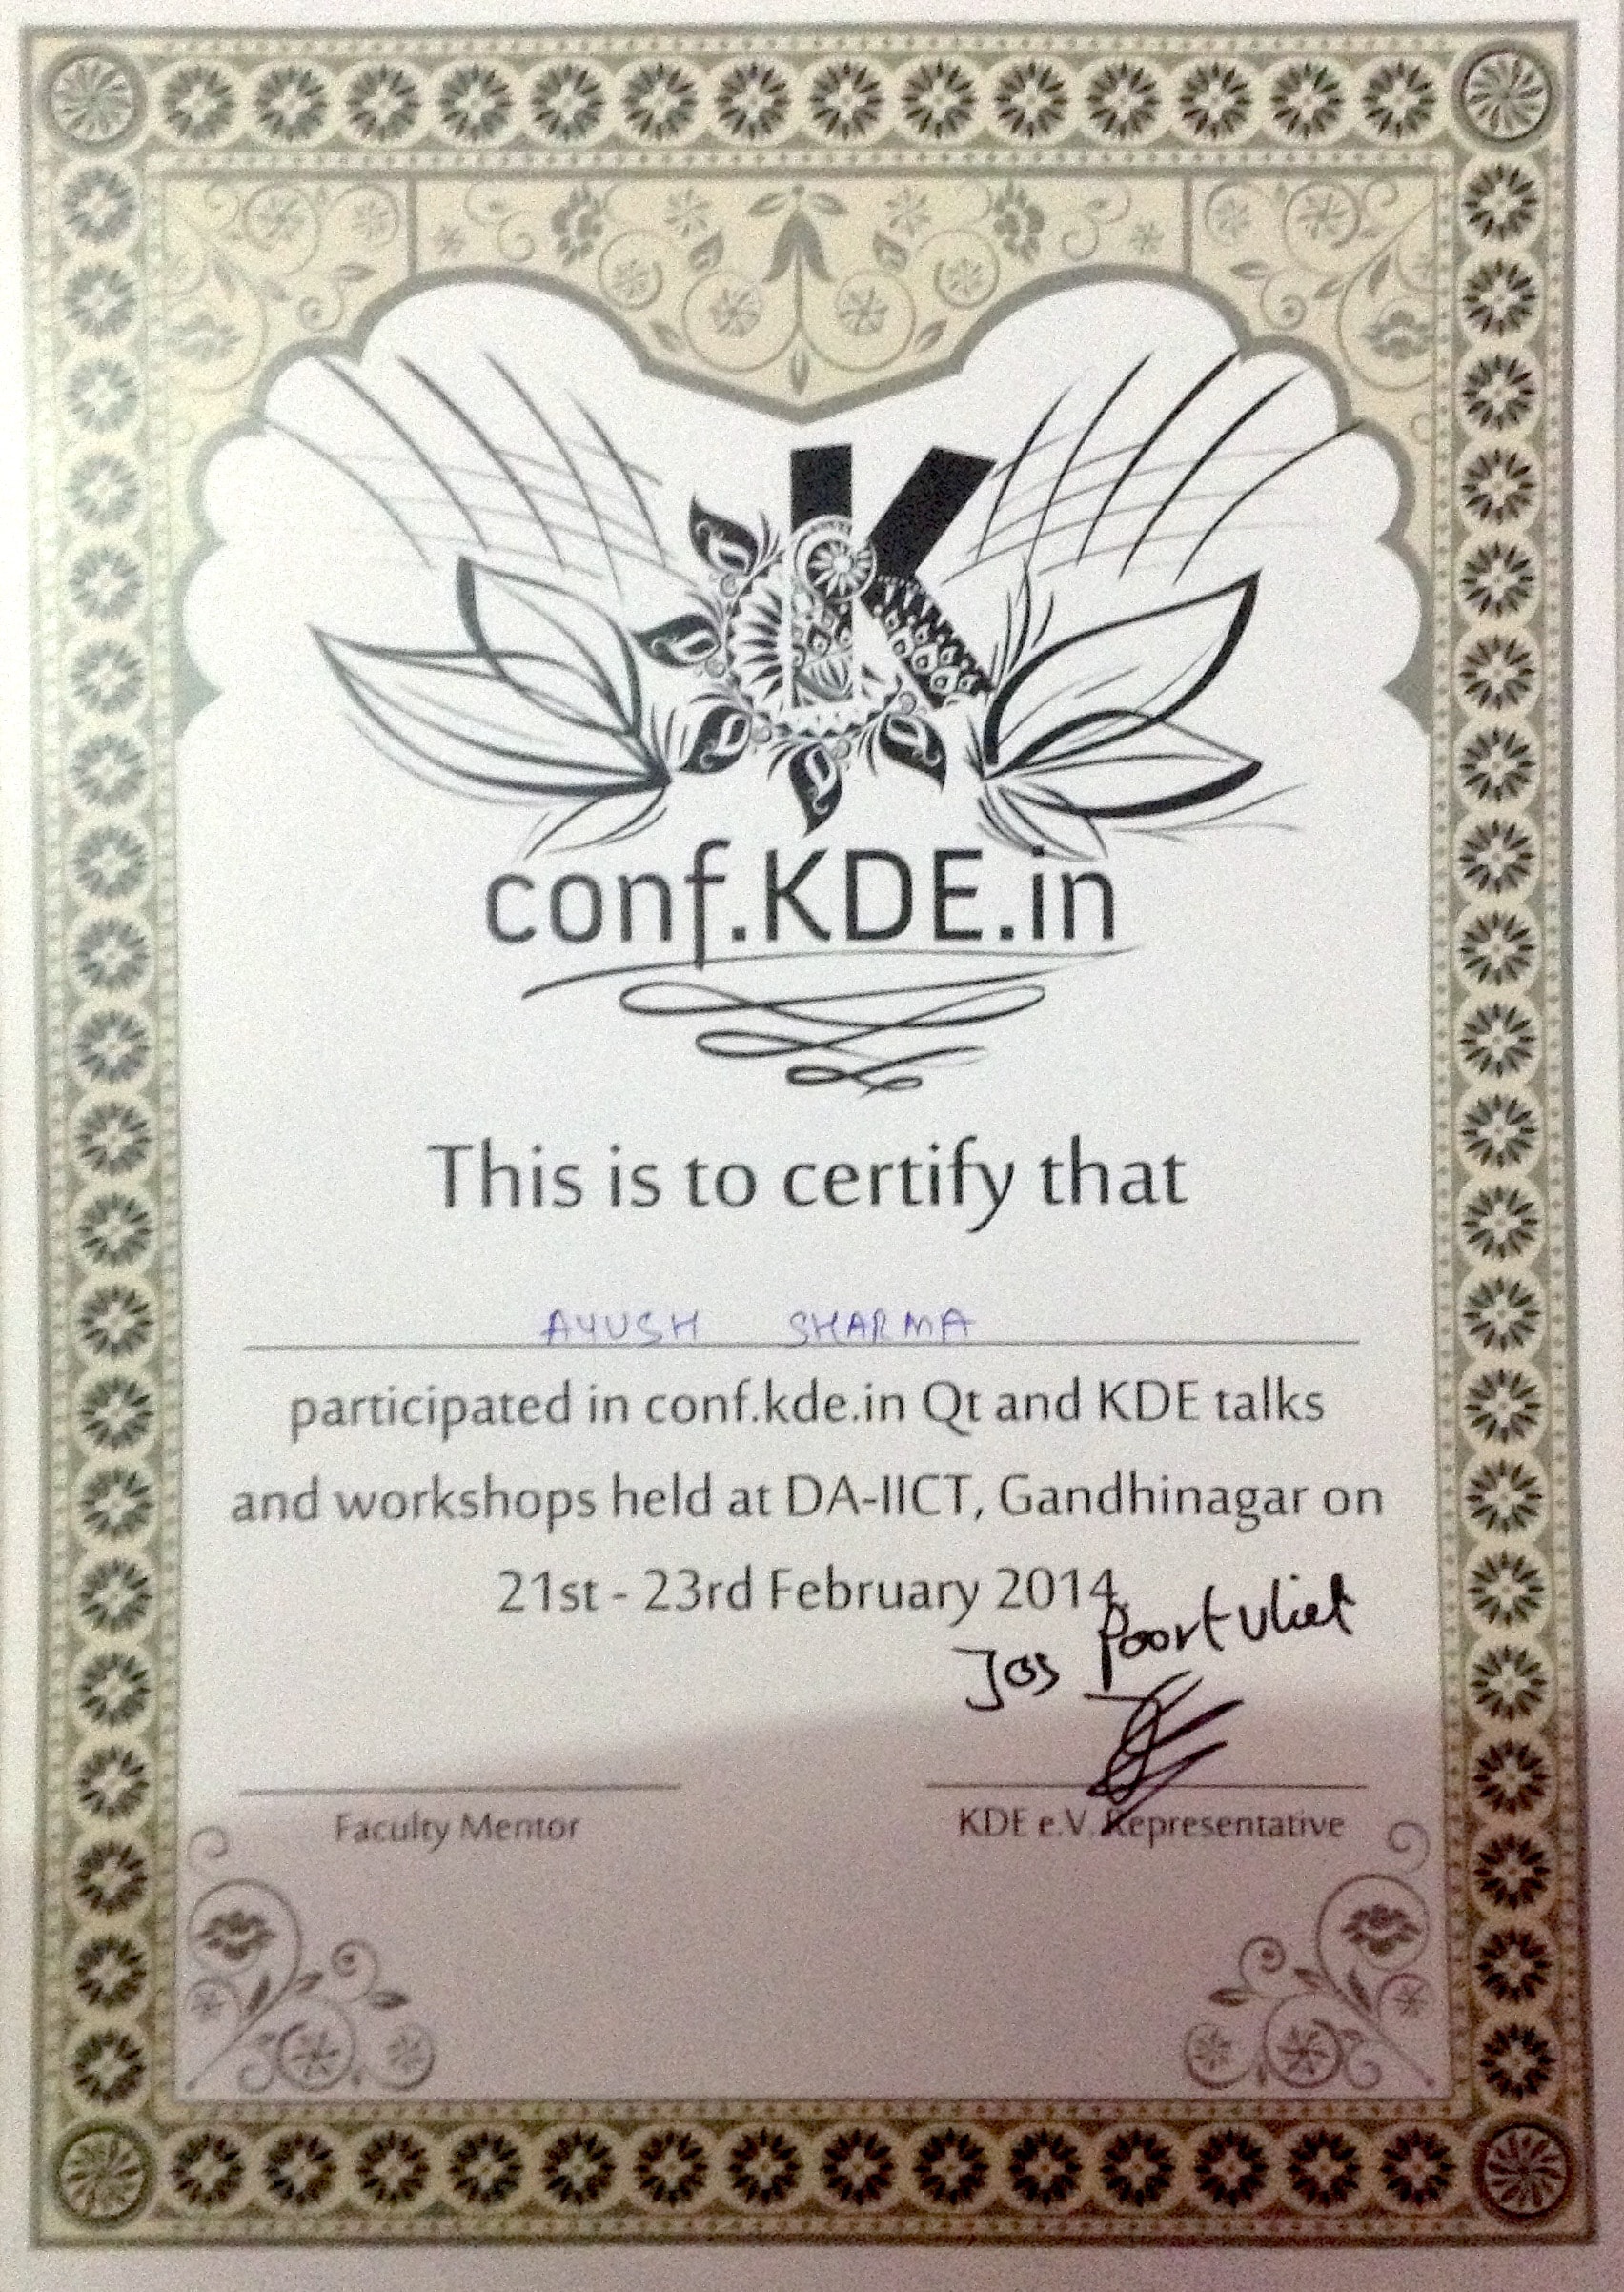 K
conf.KDE.in
This is to certify that
AYUSH SHARMA
participated in conf.kde.in Qt and KDE talks
and workshops held at DA-IICT, Gandhinagar on
21st - 23rd February 2014.
Jos Poortvliet
Faculty Mentor
KDE e.V. Representative